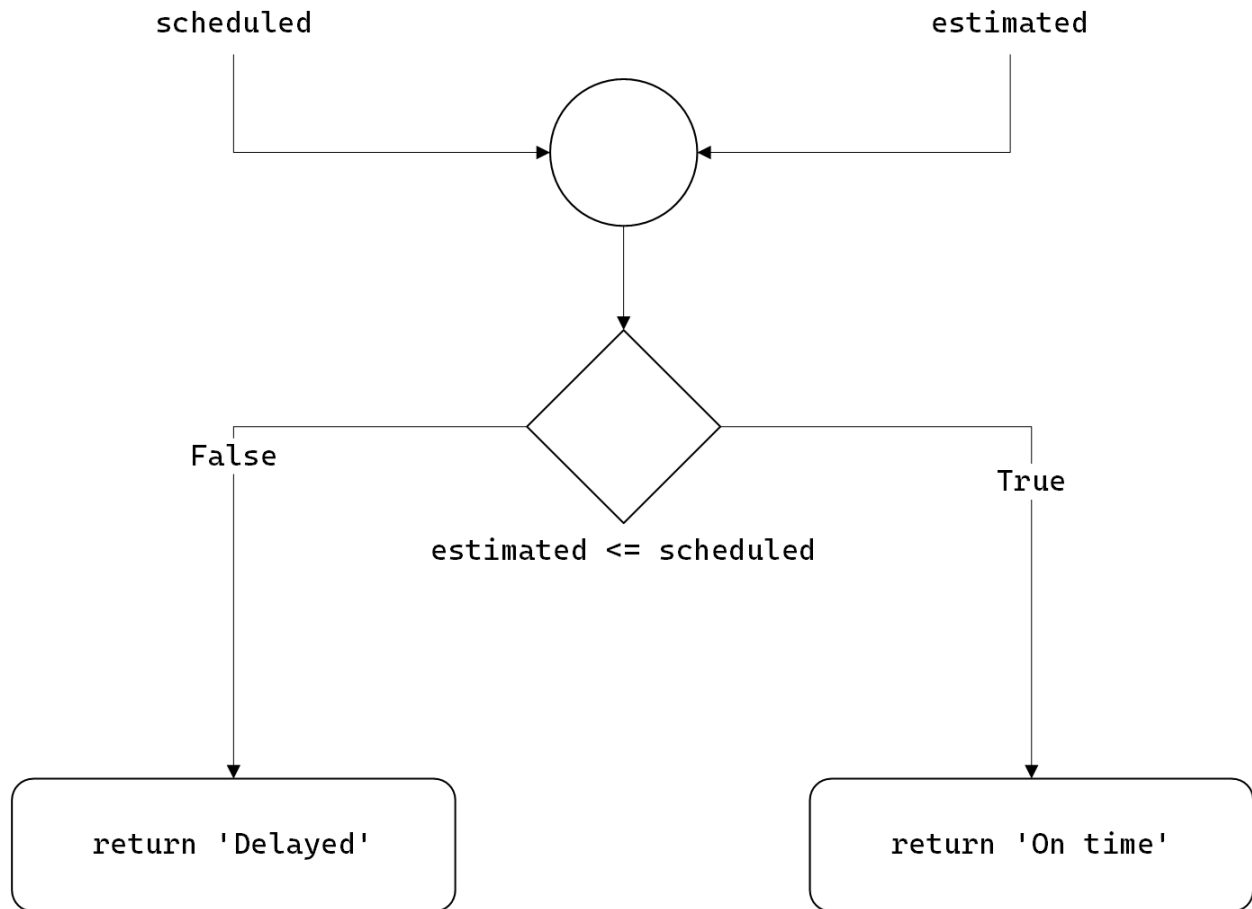 scheduled
estimated
False
True
estimated <= scheduled
return 'Delayed'
return 'On time'